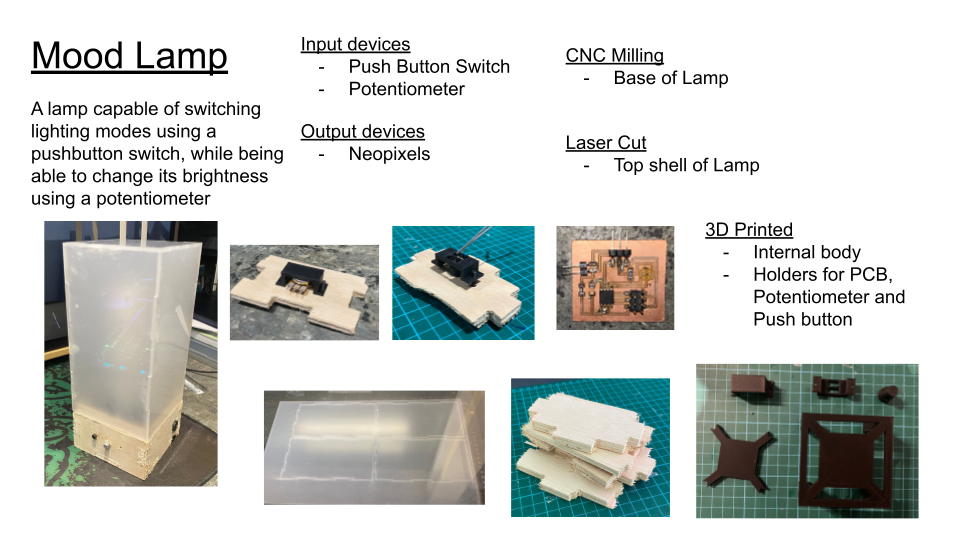 Mood Lamp
A lamp capable of switching
lighting modes using a
pushbutton switch, while being
able to change its brightness
using a potentiometer
Input devices
- Push Button Switch
- Potentiometer
Output devices
- Neopixels
CNC Milling
- Base of Lamp
Laser Cut
- Top shell of Lamp
3D Printed
- Internal body
- Holders for PCB,
Potentiometer and
Push button